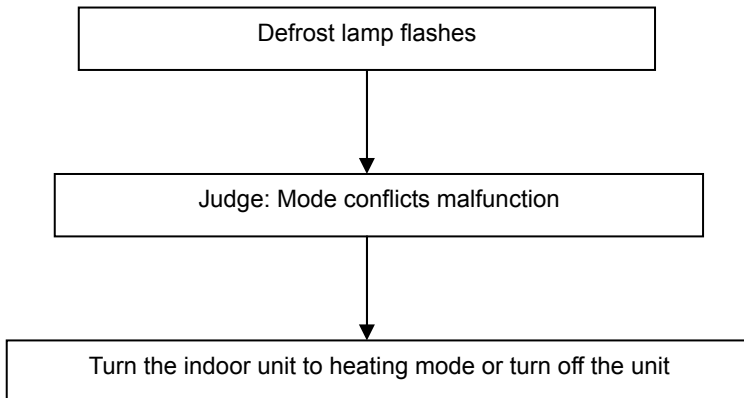 Defrost lamp flashes
Judge: Mode conflicts malfunction
Turn the indoor unit to heating mode or turn off the unit